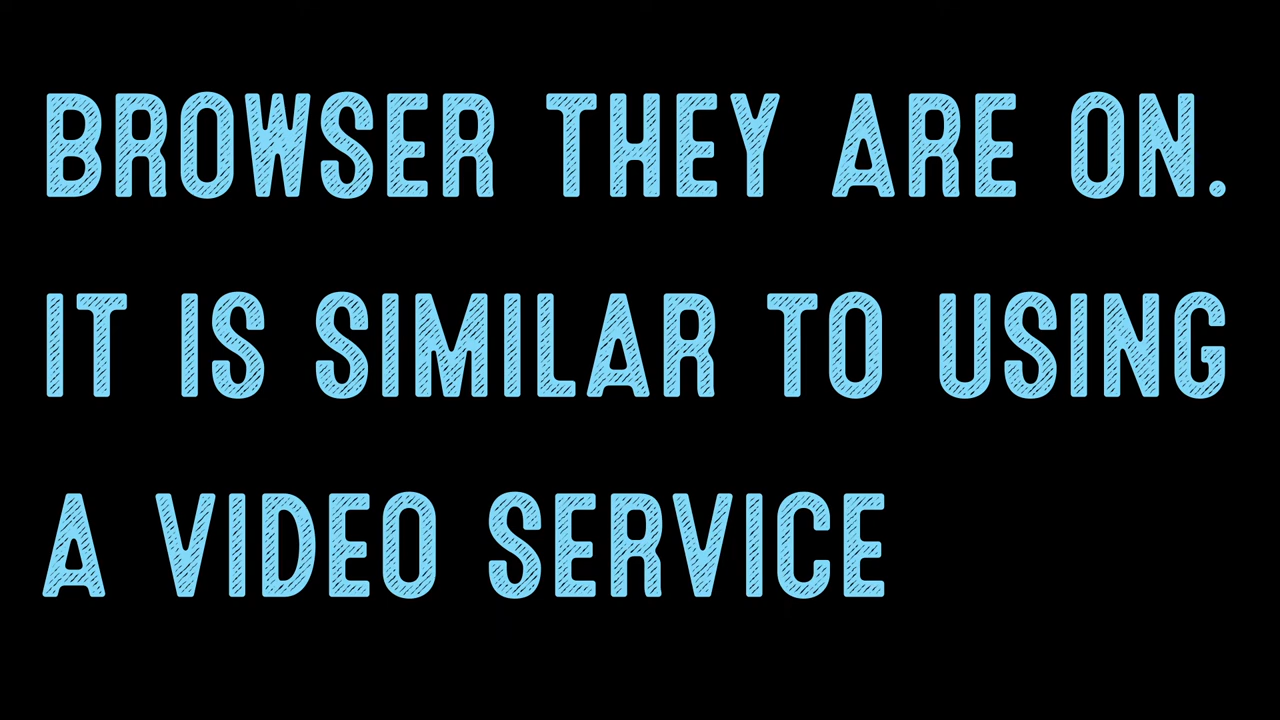 BROWSER THEY ARE ON.
IT IS SIMILAR TO USING
A VIDEO SERVICE